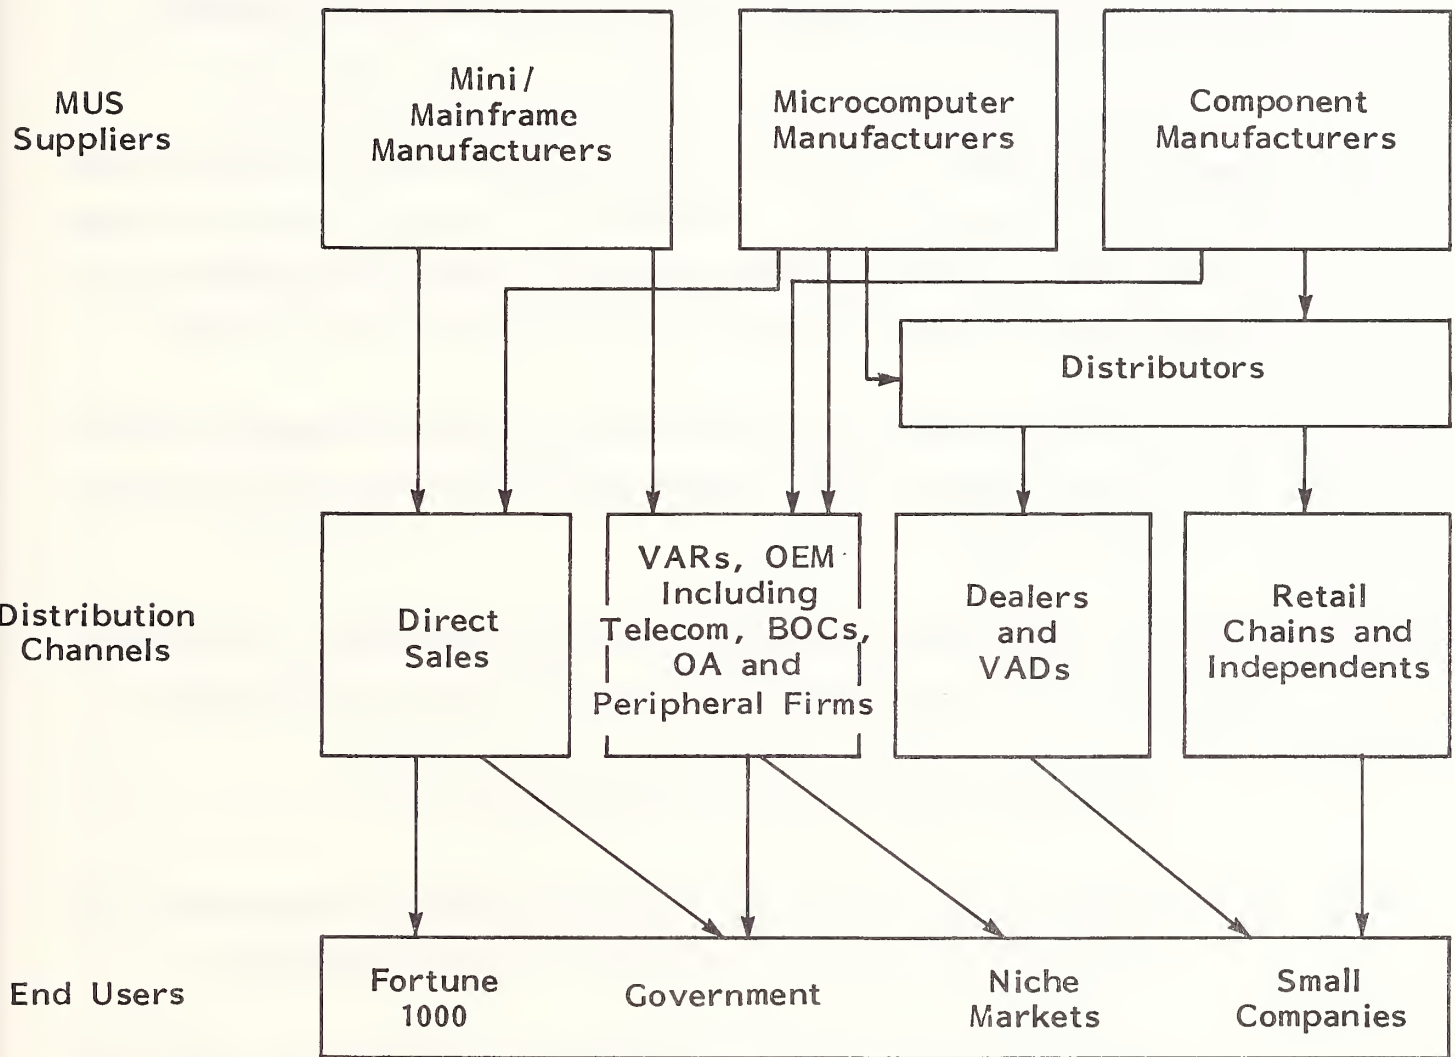 MUS
Suppliers
Mini/
Mainframe
Manufacturers
Microcomputer
Manufacturers
Component
Manufacturers
Distributors
Distribution
Channels
Direct
Sales
VARs, OEM
Including
Telecom, BOCs,
OA and
Peripheral Firms
Dealers
and
VADs
Retail
Chains and
Independents
End Users
Fortune
1000
Government
Niche
Markets
Small
Companies